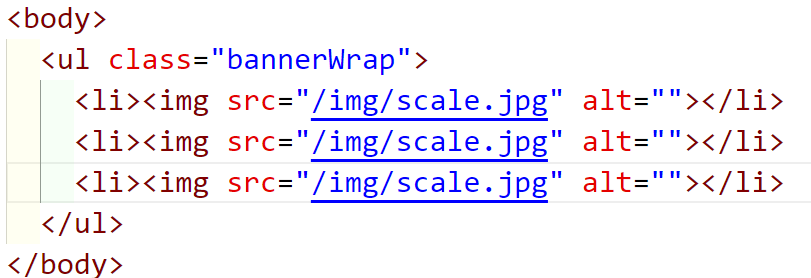 <body>
<ul class="bannerWrap">
<li><img src="/img/scale.jpg" alt=""></li>
<li><img src="/img/scale.jpg" alt=""></li>
<li><img src="/img/scale.jpg" alt=""></li>
</ul>
</body>